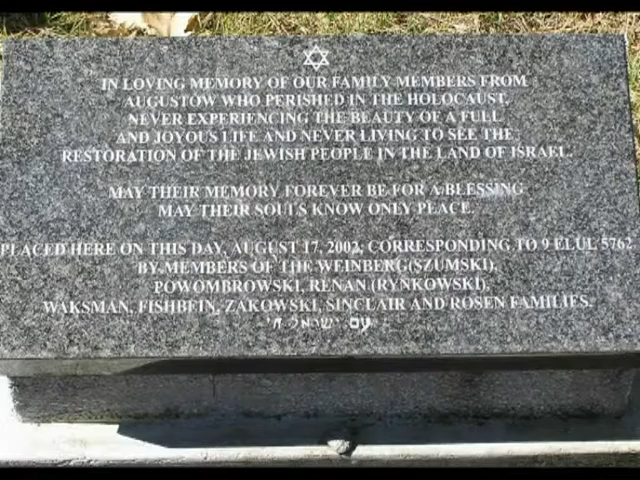 IN LOVING MEMORY OF OUR FAMILY MEMBERS FROM
AUGUSTOW WHO PERISHED IN THE HOLOCAUST,
NEVER EXPERIENCING THE BEAUTY OF A FULL
AND JOYOUS LIFE AND NEVER LIVING TO SEE THE
RESTORATION OF THE JEWISH PEOPLE IN THE LAND OF ISRAEL.
MAY THEIR MEMORY FOREVER BE FOR A BLESSING
MAY THEIR SOULS KNOW ONLY PEACE.
PLACED HERE ON THIS DAY, AUGUST 17, 2002, CORRESPONDING TO 9 ELUL 5762
BY MEMBERS OF THE WEINBERG(SZUMSKI),
POWOMBROWSKI, RENAN (RYNKOWSKI),
WAKSMAN, FISHBEIN, ZAKOWSKI, SINCLAIR AND ROSEN FAMILIES.
עם ישראל חי